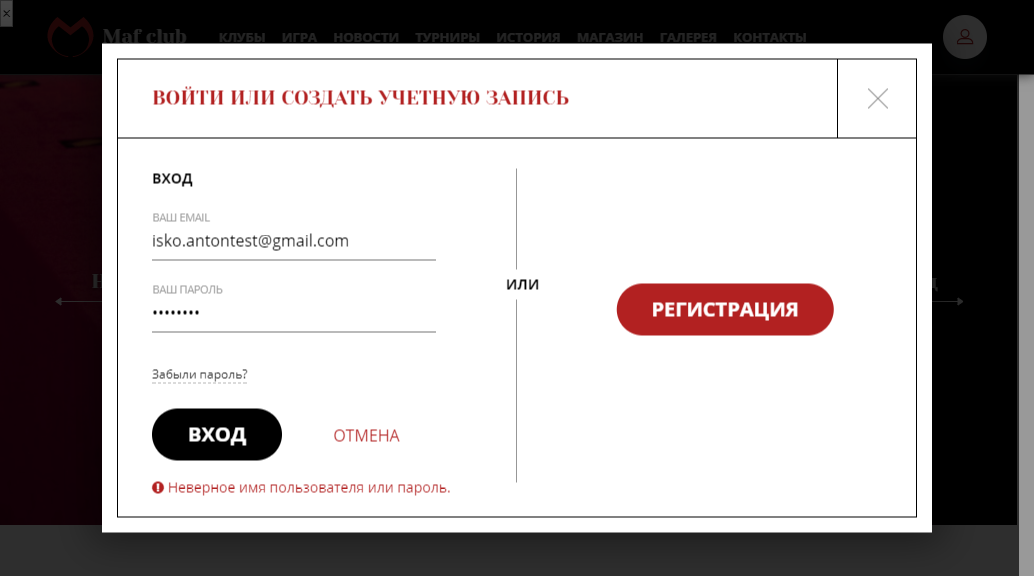 Maf club
КЛУБЫ ИГРА НОВОСТИ ТУРНИРЫ ИСТОРИЯ МАГАЗИН ГАЛЕРЕЯ КОНТАКТЫ
ВОЙТИ ИЛИ СОЗДАТЬ УЧЕТНУЮ ЗАПИСЬ
ВХОД
ВАШ EMAIL
isko.antontest@gmail.com
ВАШ ПАРОЛЬ
••••••••
Забыли пароль?
ВХОД ОТМЕНА
Неверное имя пользователя или пароль.
ИЛИ
РЕГИСТРАЦИЯ